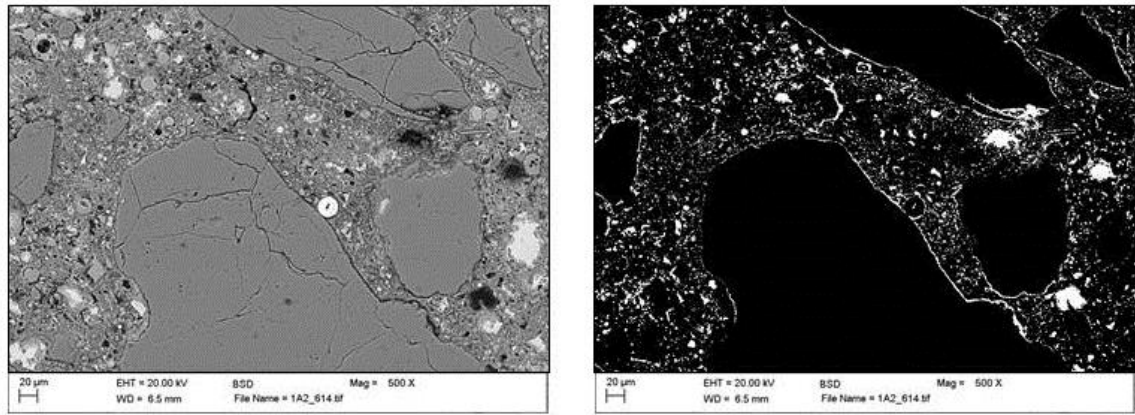 20 µm EHT = 20.00 kV BSD Mag = 500 X
WD = 6.5 mm File Name = 1A2_614.tif
20 µm EHT = 20.00 kV BSD Mag = 500 X
WD = 6.5 mm File Name = 1A2_614.tif